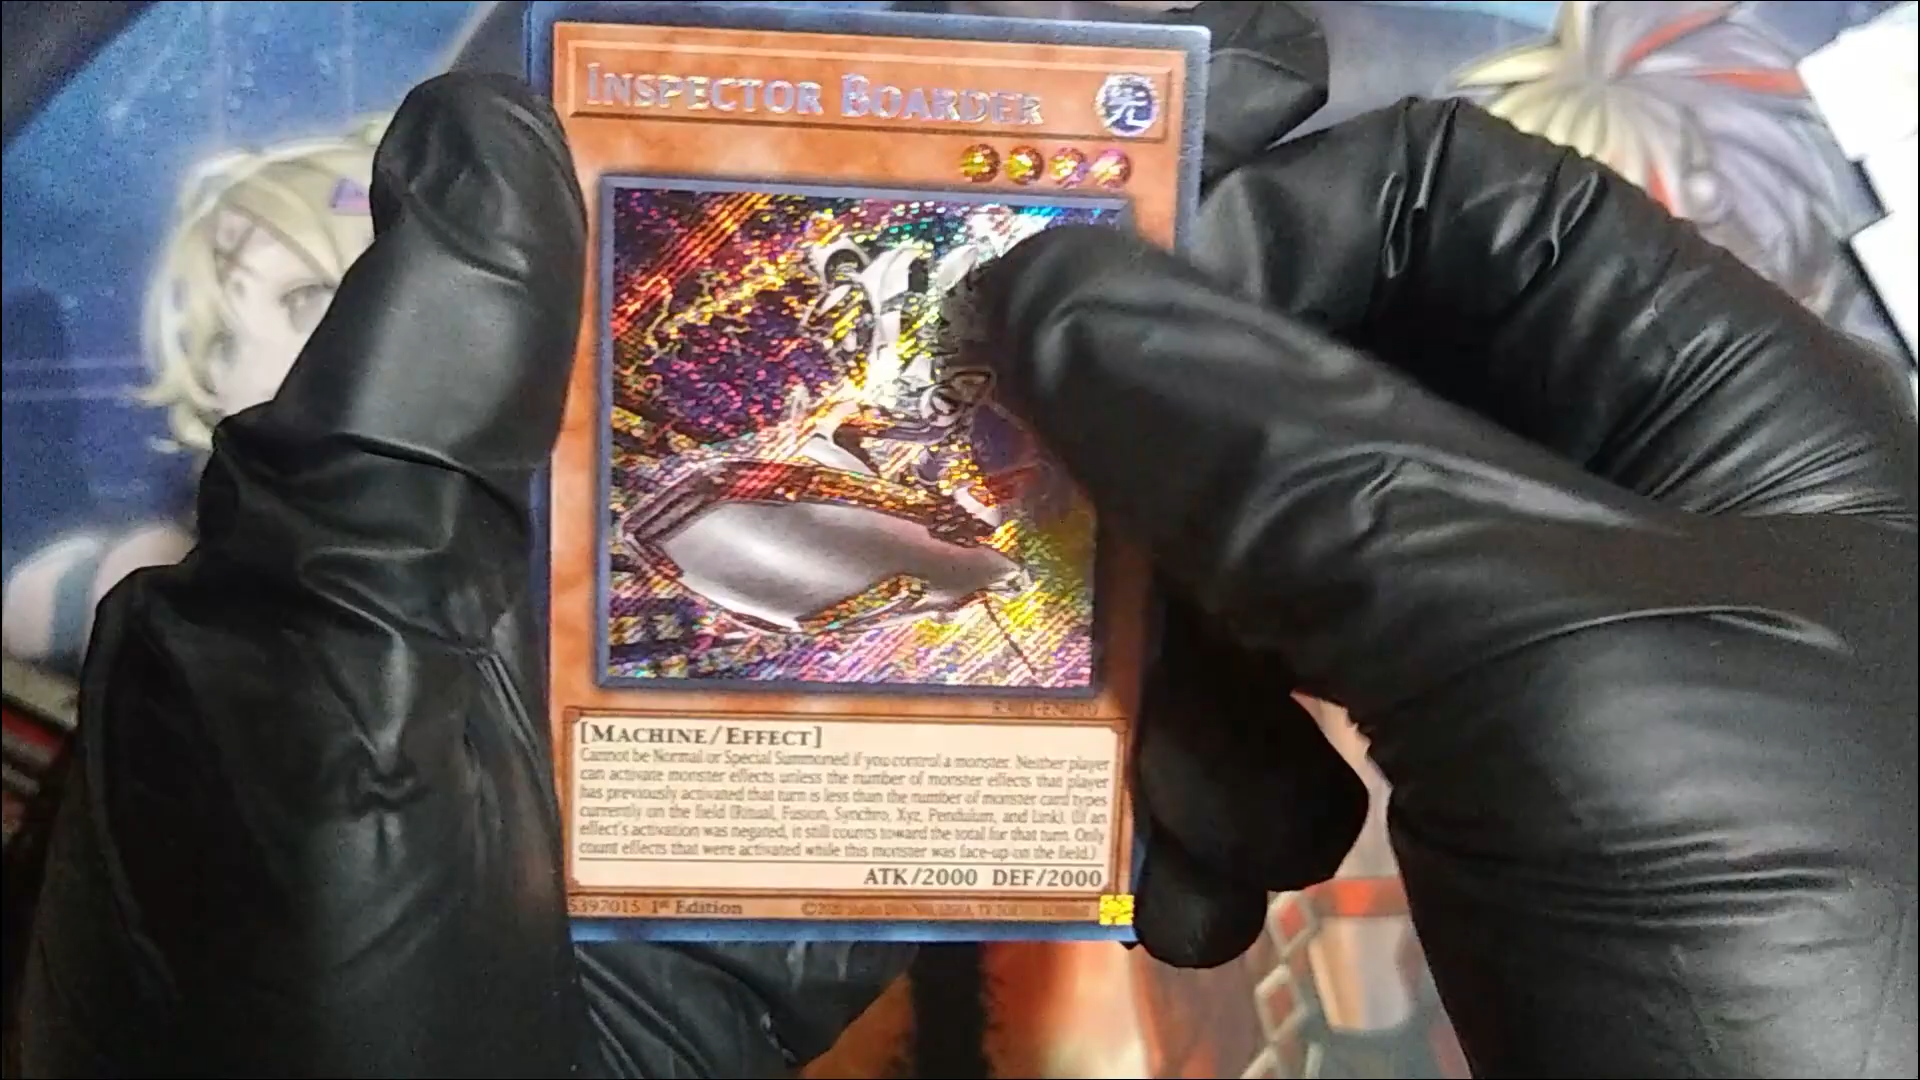 INSPECTOR BOARDER
光
[MACHINE/EFFECT]
Cannot be Normal or Special Summoned if you control a monster. Neither player
can activate monster effects unless the number of monster effects that player
has previously activated that turn is less than the number of monster card types
currently on the field (Ritual, Fusion, Synchro, Xyz, Pendulum, and Link). (If an
effect's activation was negated, it still counts toward the total for that turn. Only
count effects that were activated while this monster was face-up on the field.)
ATK/2000 DEF/2000
5397015 1st Edition